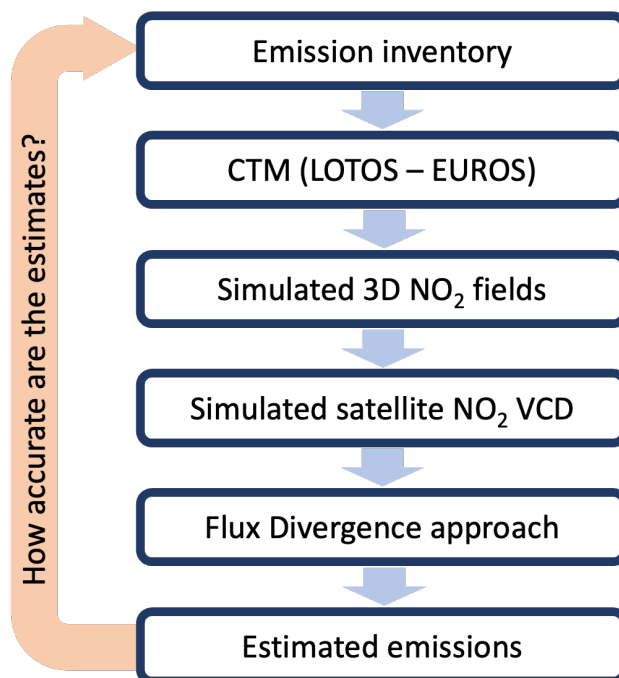 Emission inventory
CTM (LOTOS – EUROS)
Simulated 3D NO₂ fields
Simulated satellite NO₂ VCD
Flux Divergence approach
Estimated emissions
How accurate are the estimates?